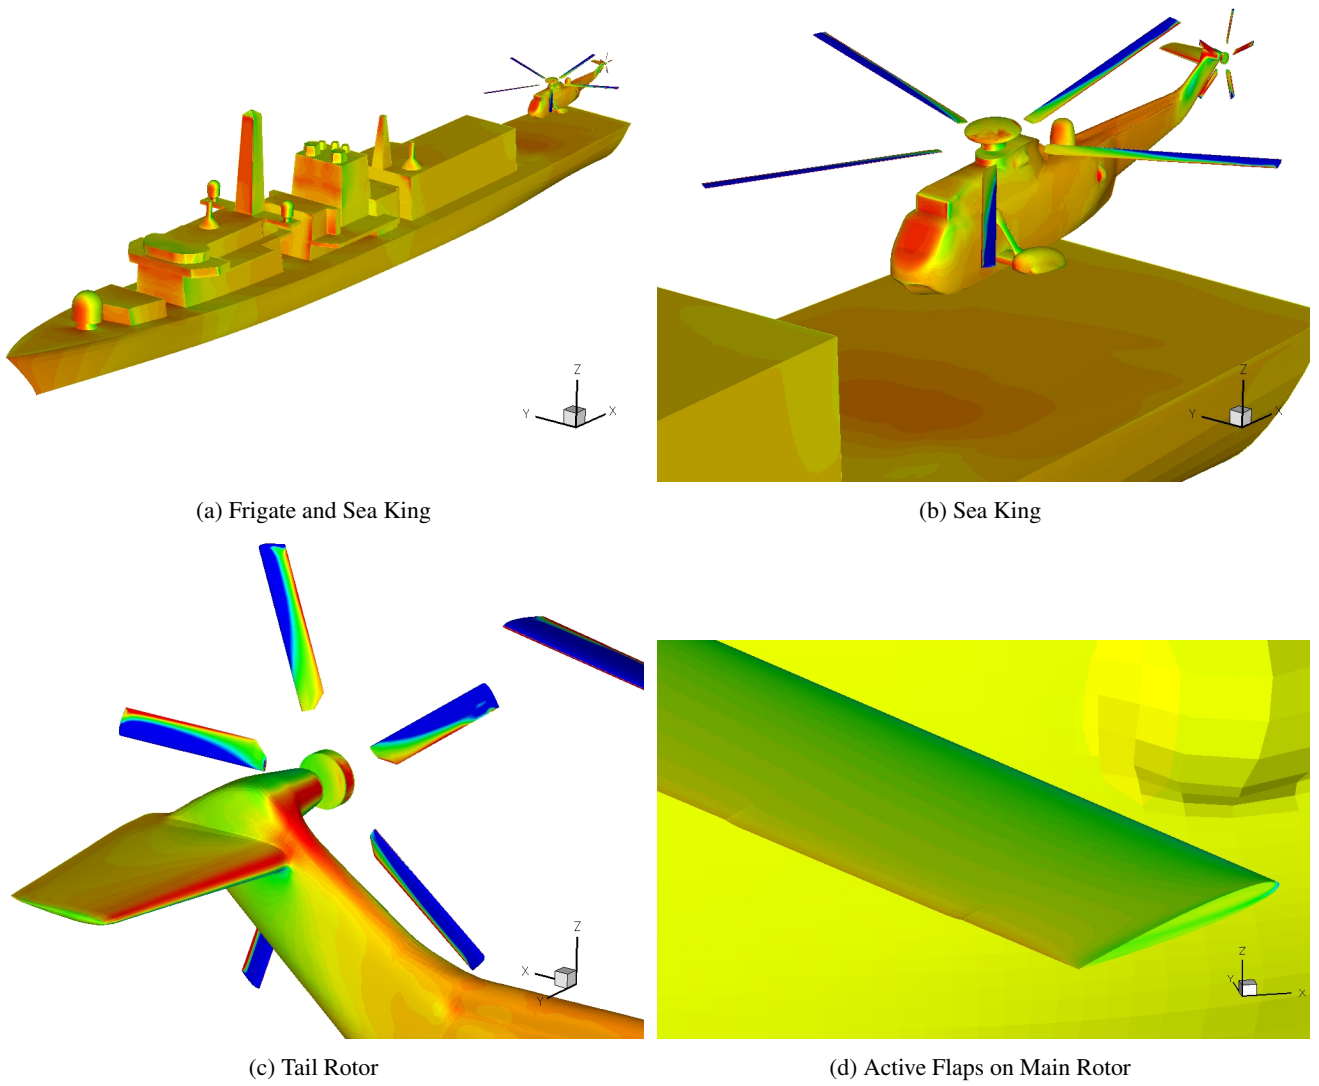 Z
Y
X
Z
Y
X
(a) Frigate and Sea King
(b) Sea King
Z
X
Y
Z
Y
X
(c) Tail Rotor
(d) Active Flaps on Main Rotor